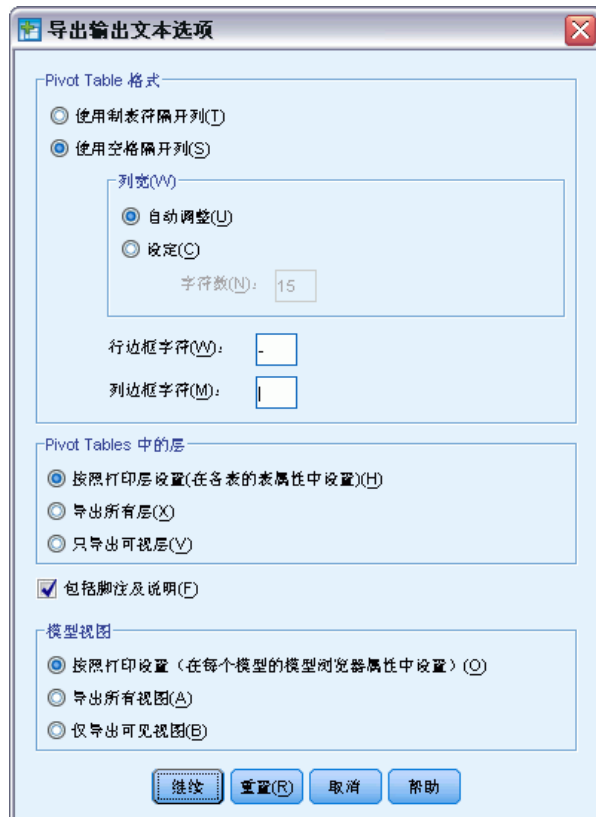 导出输出文本选项
Pivot Table 格式
使用制表符隔开列(T)
使用空格隔开列(S)
列宽(W)
自动调整(U)
设定(C)
字符数(N): 15
行边框字符(W): -
列边框字符(M): |
Pivot Tables 中的层
按照打印层设置(在各表的表属性中设置)(H)
导出所有层(X)
只导出可视层(V)
包括脚注及说明(F)
模型视图
按照打印设置（在每个模型的模型浏览器属性中设置）(O)
导出所有视图(A)
仅导出可见视图(B)
继续 重置(R) 取消 帮助